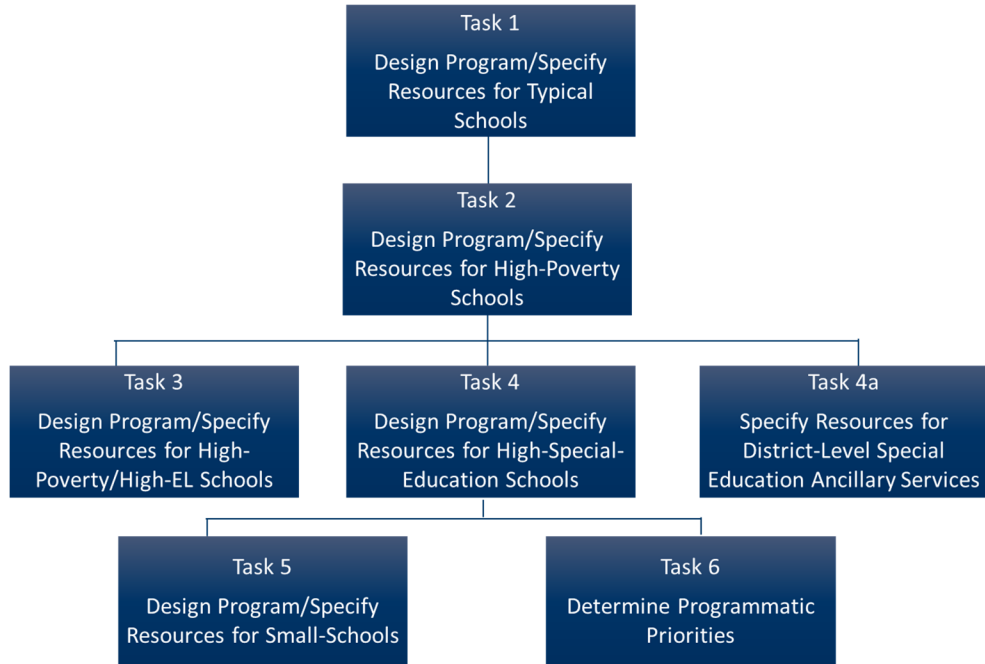 Task 1
Design Program/Specify
Resources for Typical
Schools
Task 2
Design Program/Specify
Resources for High-Poverty
Schools
Task 3
Design Program/Specify
Resources for High-
Poverty/High-EL Schools
Task 4
Design Program/Specify
Resources for High-Special-
Education Schools
Task 4a
Specify Resources for
District-Level Special
Education Ancillary Services
Task 5
Design Program/Specify
Resources for Small-Schools
Task 6
Determine Programmatic
Priorities